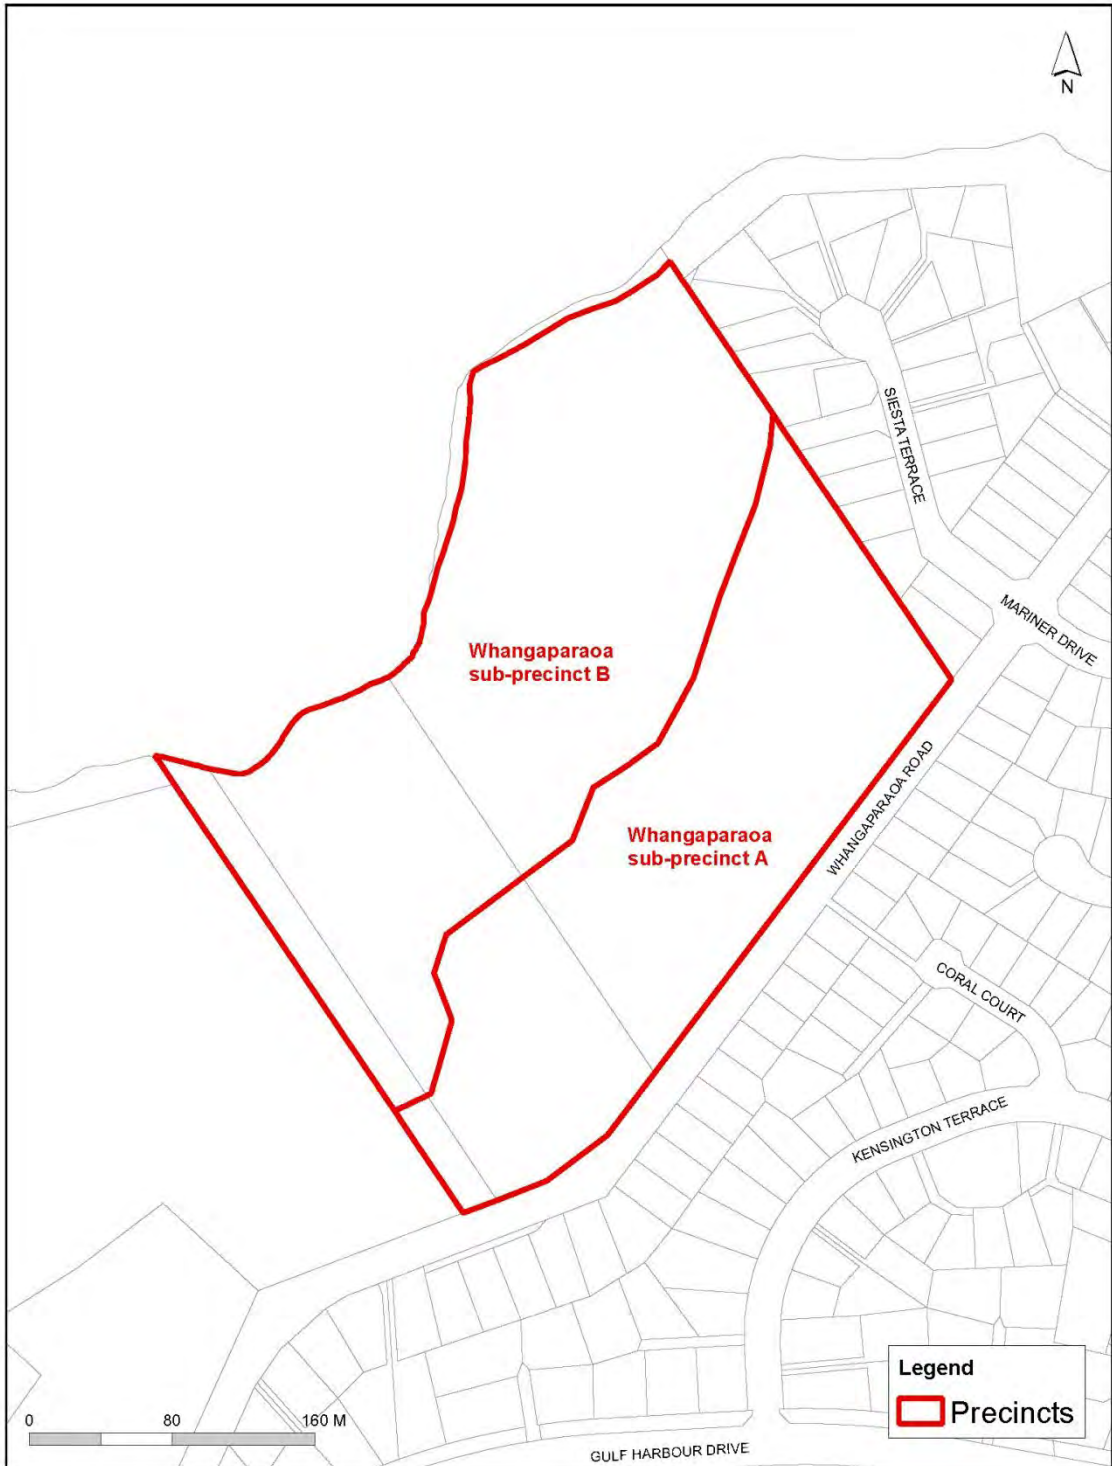 N
SIESTA TERRACE
MARINER DRIVE
Whangaparaoa
sub-precinct B
WHANGAPARAOA ROAD
Whangaparaoa
sub-precinct A
CORAL COURT
KENSINGTON TERRACE
Legend
Precincts
0 80 160 M
GULF HARBOUR DRIVE